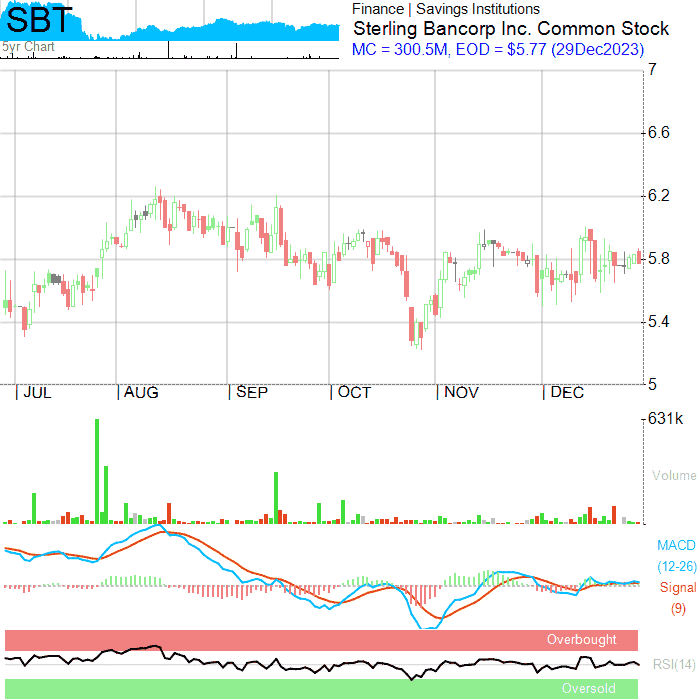 SBT
5yr Chart
Finance | Savings Institutions
Sterling Bancorp Inc. Common Stock
MC = 300.5M, EOD = $5.77 (29Dec2023)
7
6.6
6.2
5.8
5.4
5
| JUL | AUG | SEP | OCT | NOV | DEC
631k
Volume
MACD
(12-26)
Signal
(9)
Overbought
RSI(14)
Oversold